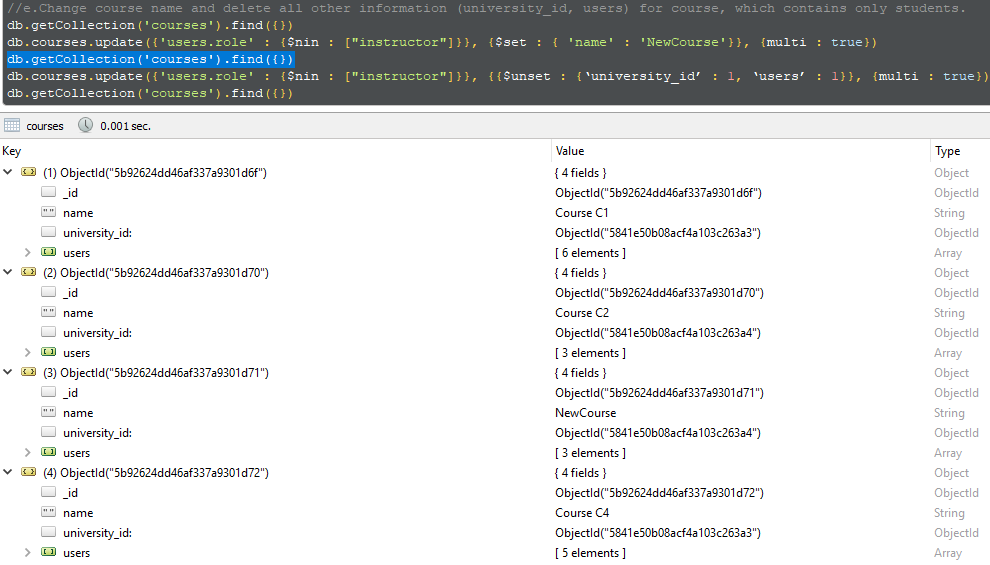 //e.Change course name and delete all other information (university_id, users) for course, which contains only students.
db.getCollection('courses').find({})
db.courses.update({'users.role' : {$nin : ["instructor"]}}, {$set : { 'name' : 'NewCourse'}}, {multi : true})
db.getCollection('courses').find({})
db.courses.update({'users.role' : {$nin : ["instructor"]}}, {{$unset : {‘university_id’ : 1, ‘users’ : 1}}, {multi : true})
db.getCollection('courses').find({})
courses 0.001 sec.
Key Value Type
(1) ObjectId("5b92624dd46af337a9301d6f") { 4 fields } Object
_id ObjectId("5b92624dd46af337a9301d6f") ObjectId
name Course C1 String
university_id: ObjectId("5841e50b08acf4a103c263a3") ObjectId
users [ 6 elements ] Array
(2) ObjectId("5b92624dd46af337a9301d70") { 4 fields } Object
_id ObjectId("5b92624dd46af337a9301d70") ObjectId
name Course C2 String
university_id: ObjectId("5841e50b08acf4a103c263a4") ObjectId
users [ 3 elements ] Array
(3) ObjectId("5b92624dd46af337a9301d71") { 4 fields } Object
_id ObjectId("5b92624dd46af337a9301d71") ObjectId
name NewCourse String
university_id: ObjectId("5841e50b08acf4a103c263a4") ObjectId
users [ 3 elements ] Array
(4) ObjectId("5b92624dd46af337a9301d72") { 4 fields } Object
_id ObjectId("5b92624dd46af337a9301d72") ObjectId
name Course C4 String
university_id: ObjectId("5841e50b08acf4a103c263a3") ObjectId
users [ 5 elements ] Array